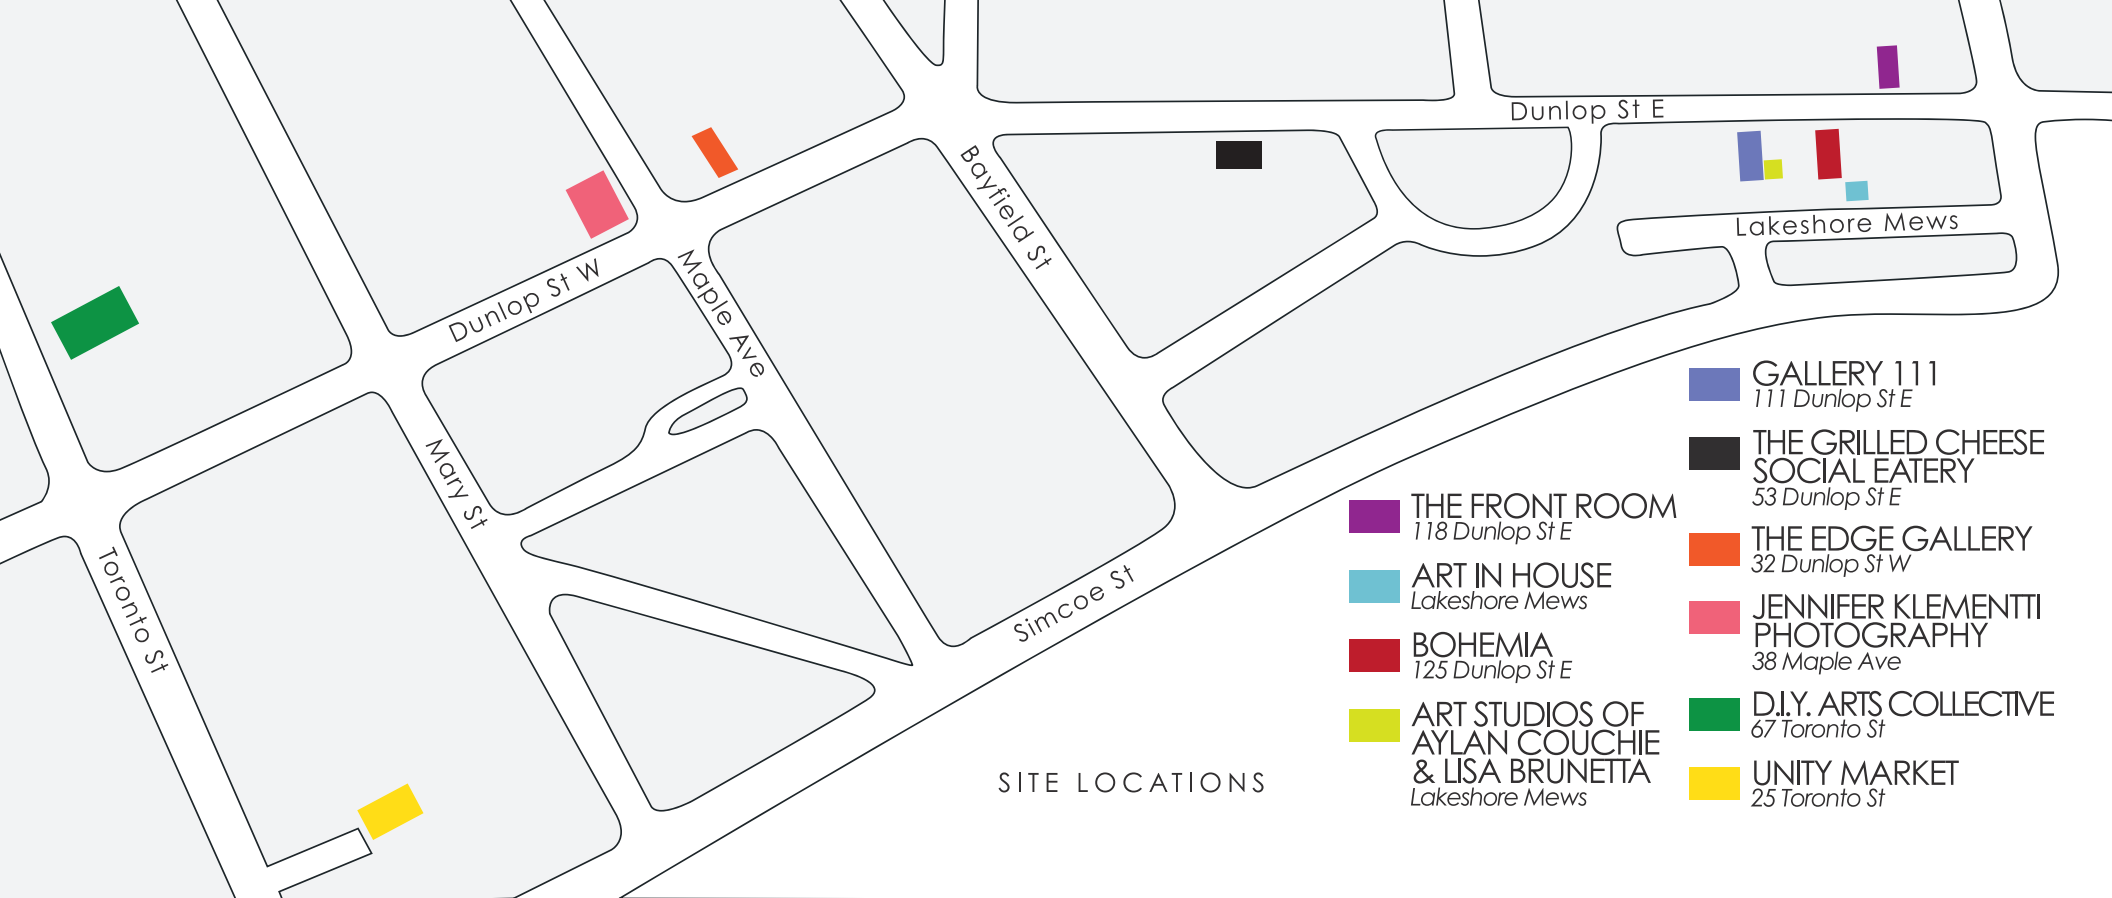 Dunlop St E
Bayfield St
Lakeshore Mews
Dunlop St W
Maple Ave
Mary St
Toronto St
Simcoe St
SITE LOCATIONS
THE FRONT ROOM
118 Dunlop St E
ART IN HOUSE
Lakeshore Mews
BOHEMIA
125 Dunlop St E
ART STUDIOS OF
AYLAN COUCHIE
& LISA BRUNETTA
Lakeshore Mews
GALLERY 111
111 Dunlop St E
THE GRILLED CHEESE
SOCIAL EATERY
53 Dunlop St E
THE EDGE GALLERY
32 Dunlop St W
JENNIFER KLEMENTTI
PHOTOGRAPHY
38 Maple Ave
D.I.Y. ARTS COLLECTIVE
67 Toronto St
UNITY MARKET
25 Toronto St